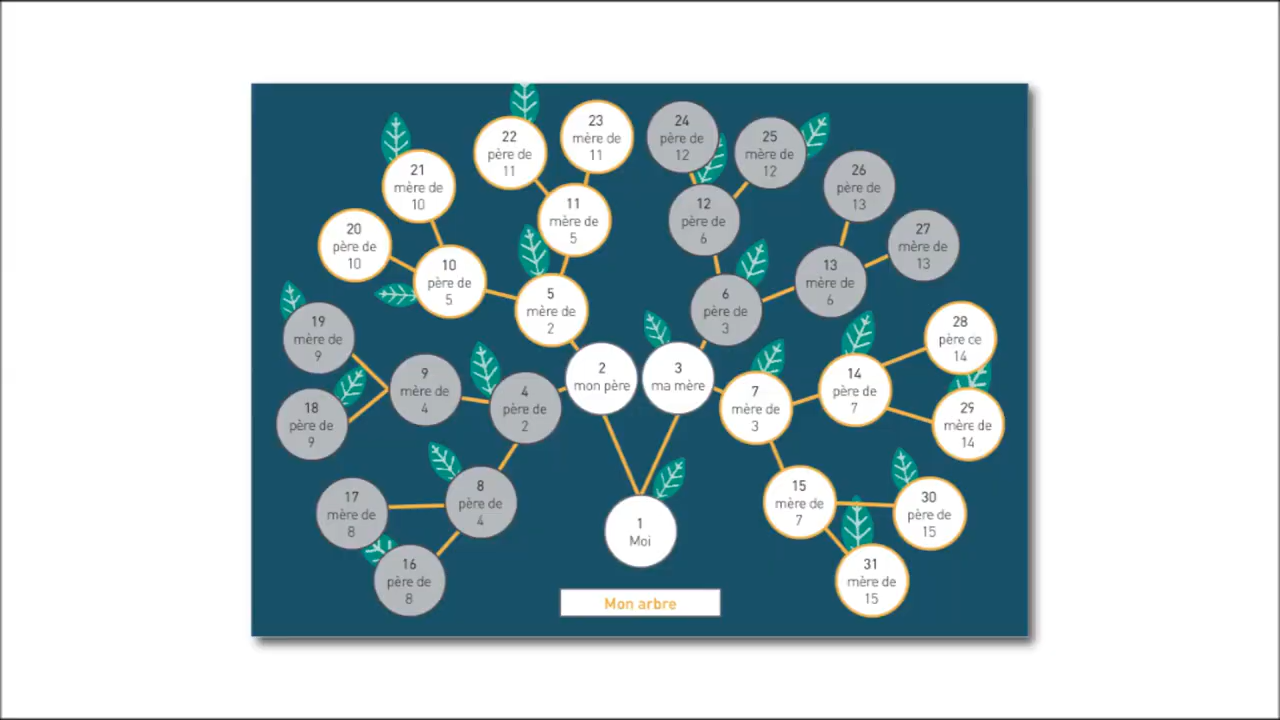 22
père de
11
23
mère de
11
24
père de
12
25
mère de
12
21
mère de
10
26
père de
13
20
père de
10
11
mère de
5
12
père de
6
27
mère de
13
10
père de
5
13
mère de
6
5
mère de
2
6
père de
3
19
mère de
9
28
père ce
14
9
mère de
4
2
mon père
3
ma mère
14
père de
7
18
père de
9
4
père de
2
7
mère de
3
29
mère de
14
17
mère de
8
8
père de
4
15
mère de
7
30
père de
15
1
Moi
16
père de
8
31
mère de
15
Mon arbre